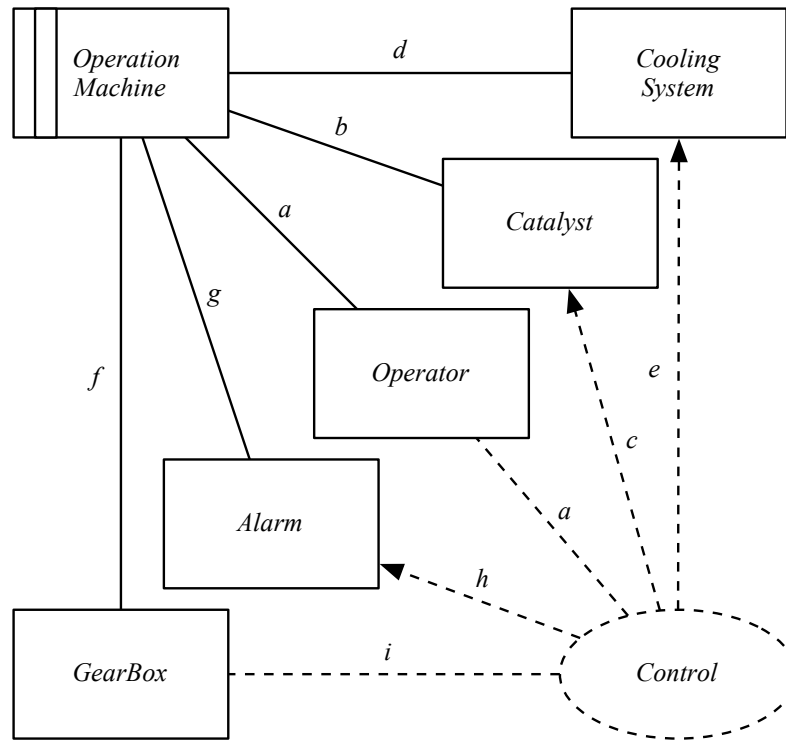 Operation
Machine
d
Cooling
System
b
Catalyst
a
g
Operator
e
f
c
Alarm
a
h
GearBox
i
Control